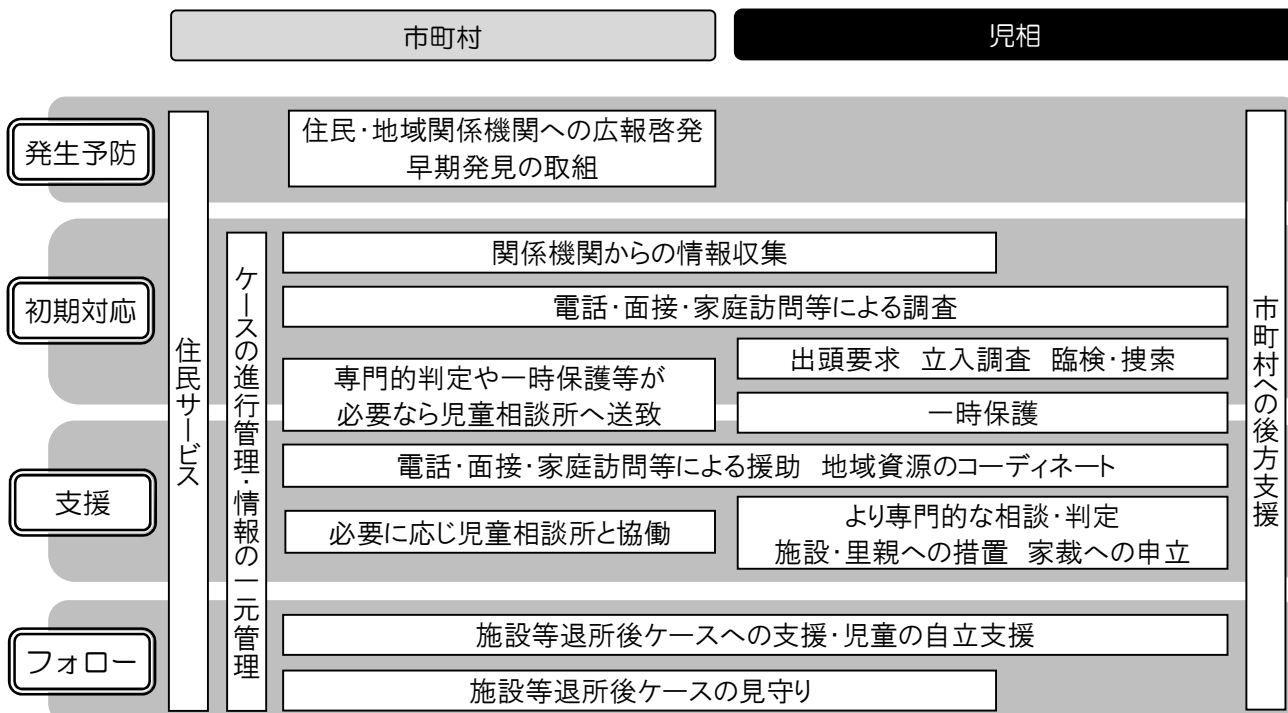 市町村
児相
発生予防
住民・地域関係機関への広報啓発
早期発見の取組
初期対応
関係機関からの情報収集
電話・面接・家庭訪問等による調査
出頭要求 立入調査 臨検・捜索
専門的判定や一時保護等が
必要なら児童相談所へ送致
一時保護
住民サービス
ケースの進行管理・情報の一元管理
市町村への後方支援
支援
電話・面接・家庭訪問等による援助 地域資源のコーディネート
必要に応じ児童相談所と協働
より専門的な相談・判定
施設・里親への措置 家裁への申立
フォロー
施設等退所後ケースへの支援・児童の自立支援
施設等退所後ケースの見守り